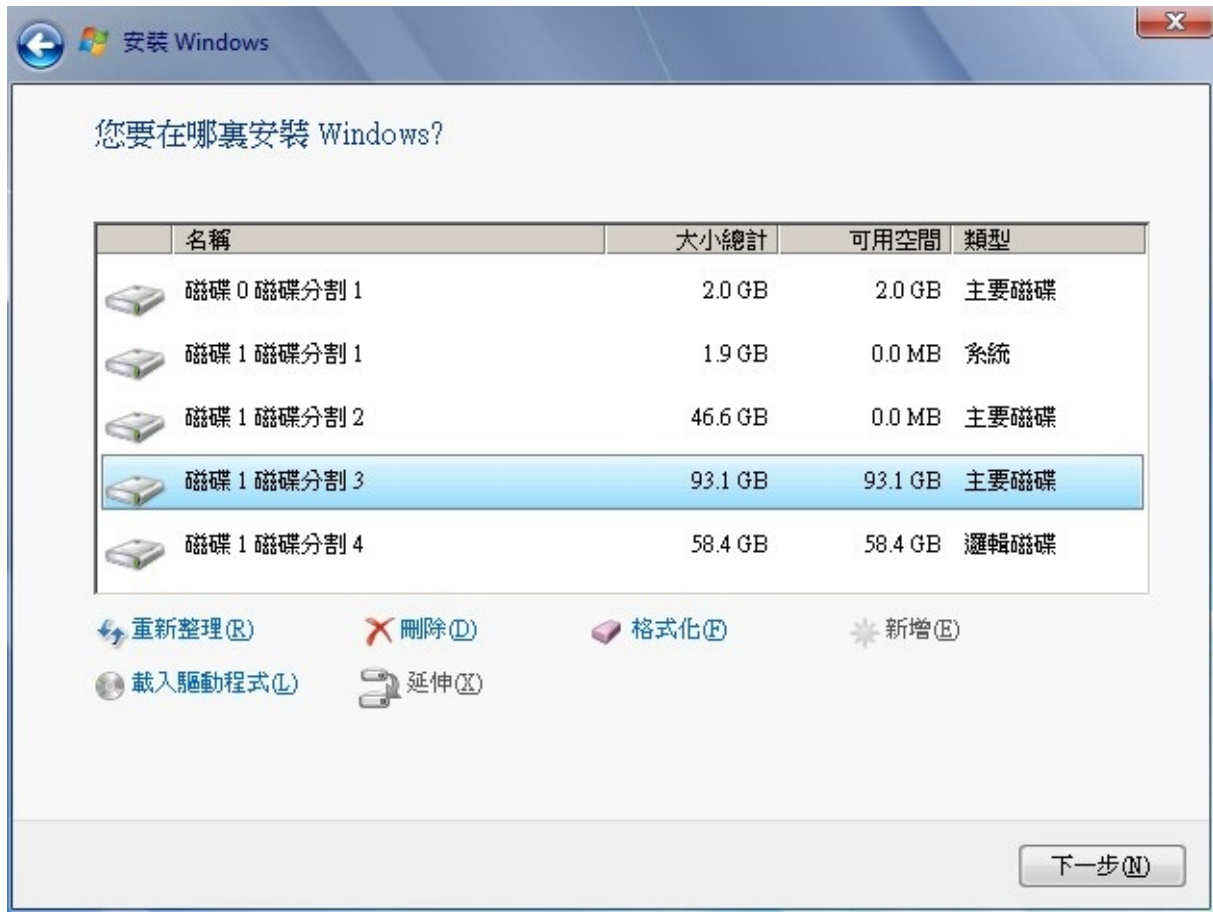 安裝 Windows
您要在哪裏安裝 Windows?
名稱 大小總計 可用空間 類型
磁碟 0 磁碟分割 1 2.0 GB 2.0 GB 主要磁碟
磁碟 1 磁碟分割 1 1.9 GB 0.0 MB 系統
磁碟 1 磁碟分割 2 46.6 GB 0.0 MB 主要磁碟
磁碟 1 磁碟分割 3 93.1 GB 93.1 GB 主要磁碟
磁碟 1 磁碟分割 4 58.4 GB 58.4 GB 邏輯磁碟
重新整理(R) 刪除(D) 格式化(F) 新增(E)
載入驅動程式(L) 延伸(X)
下一步(N)